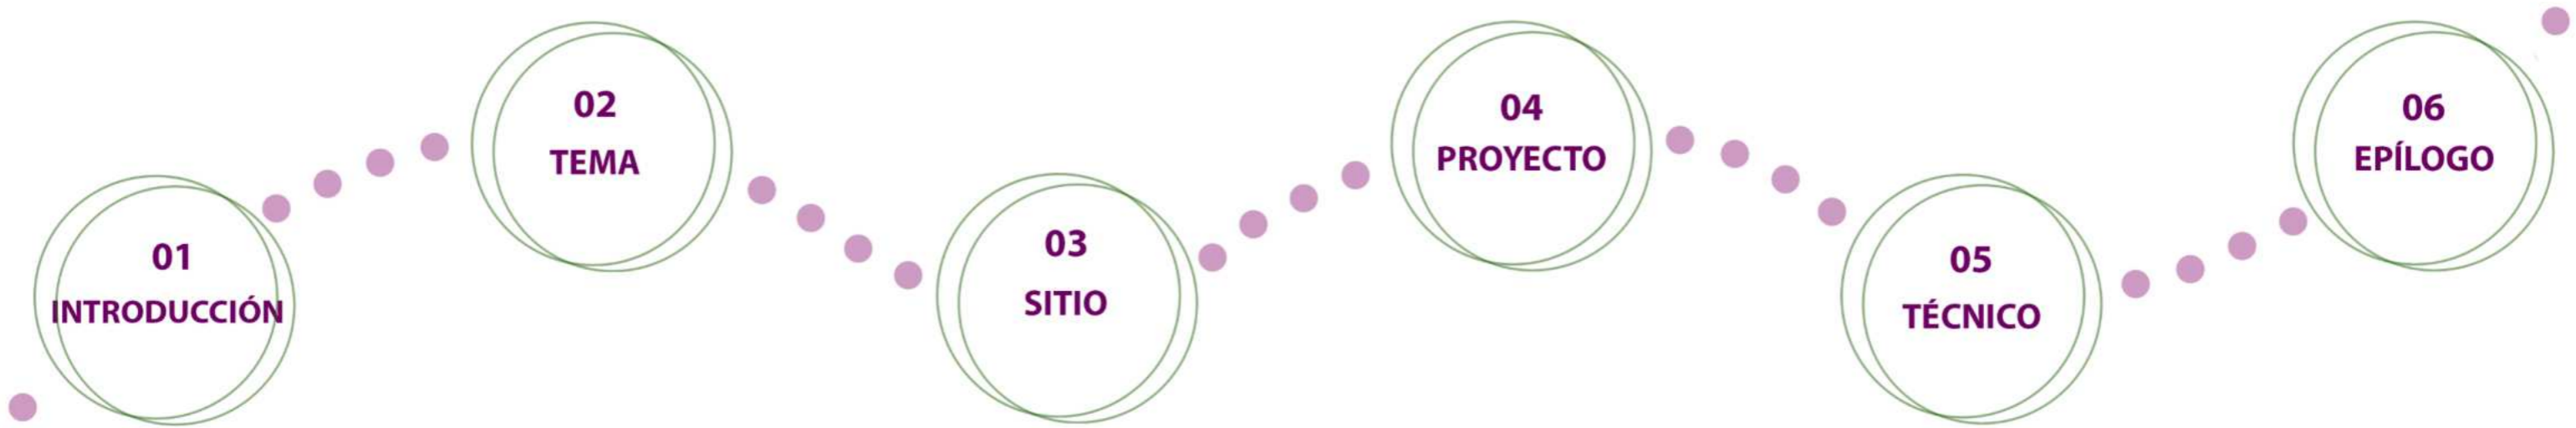 01
INTRODUCCIÓN
02
TEMA
03
SITIO
04
PROYECTO
05
TÉCNICO
06
EPÍLOGO